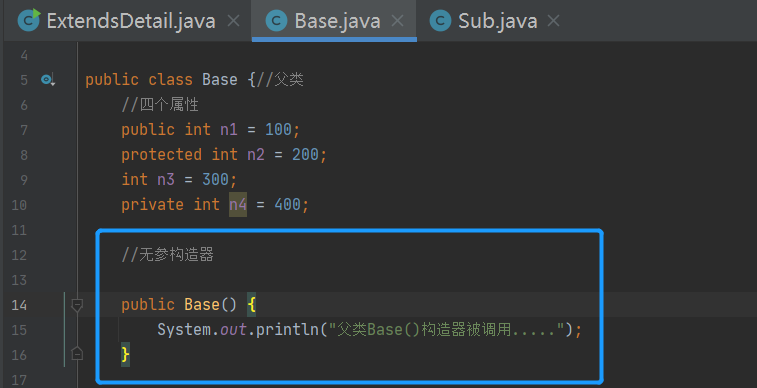 ExtendsDetail.java × Base.java × Sub.java ×
4
5 public class Base {//父类
6 //四个属性
7 public int n1 = 100;
8 protected int n2 = 200;
9 int n3 = 300;
10 private int n4 = 400;
11
12 //无参构造器
13
14 public Base() {
15 System.out.println("父类Base()构造器被调用.....");
16 }
17